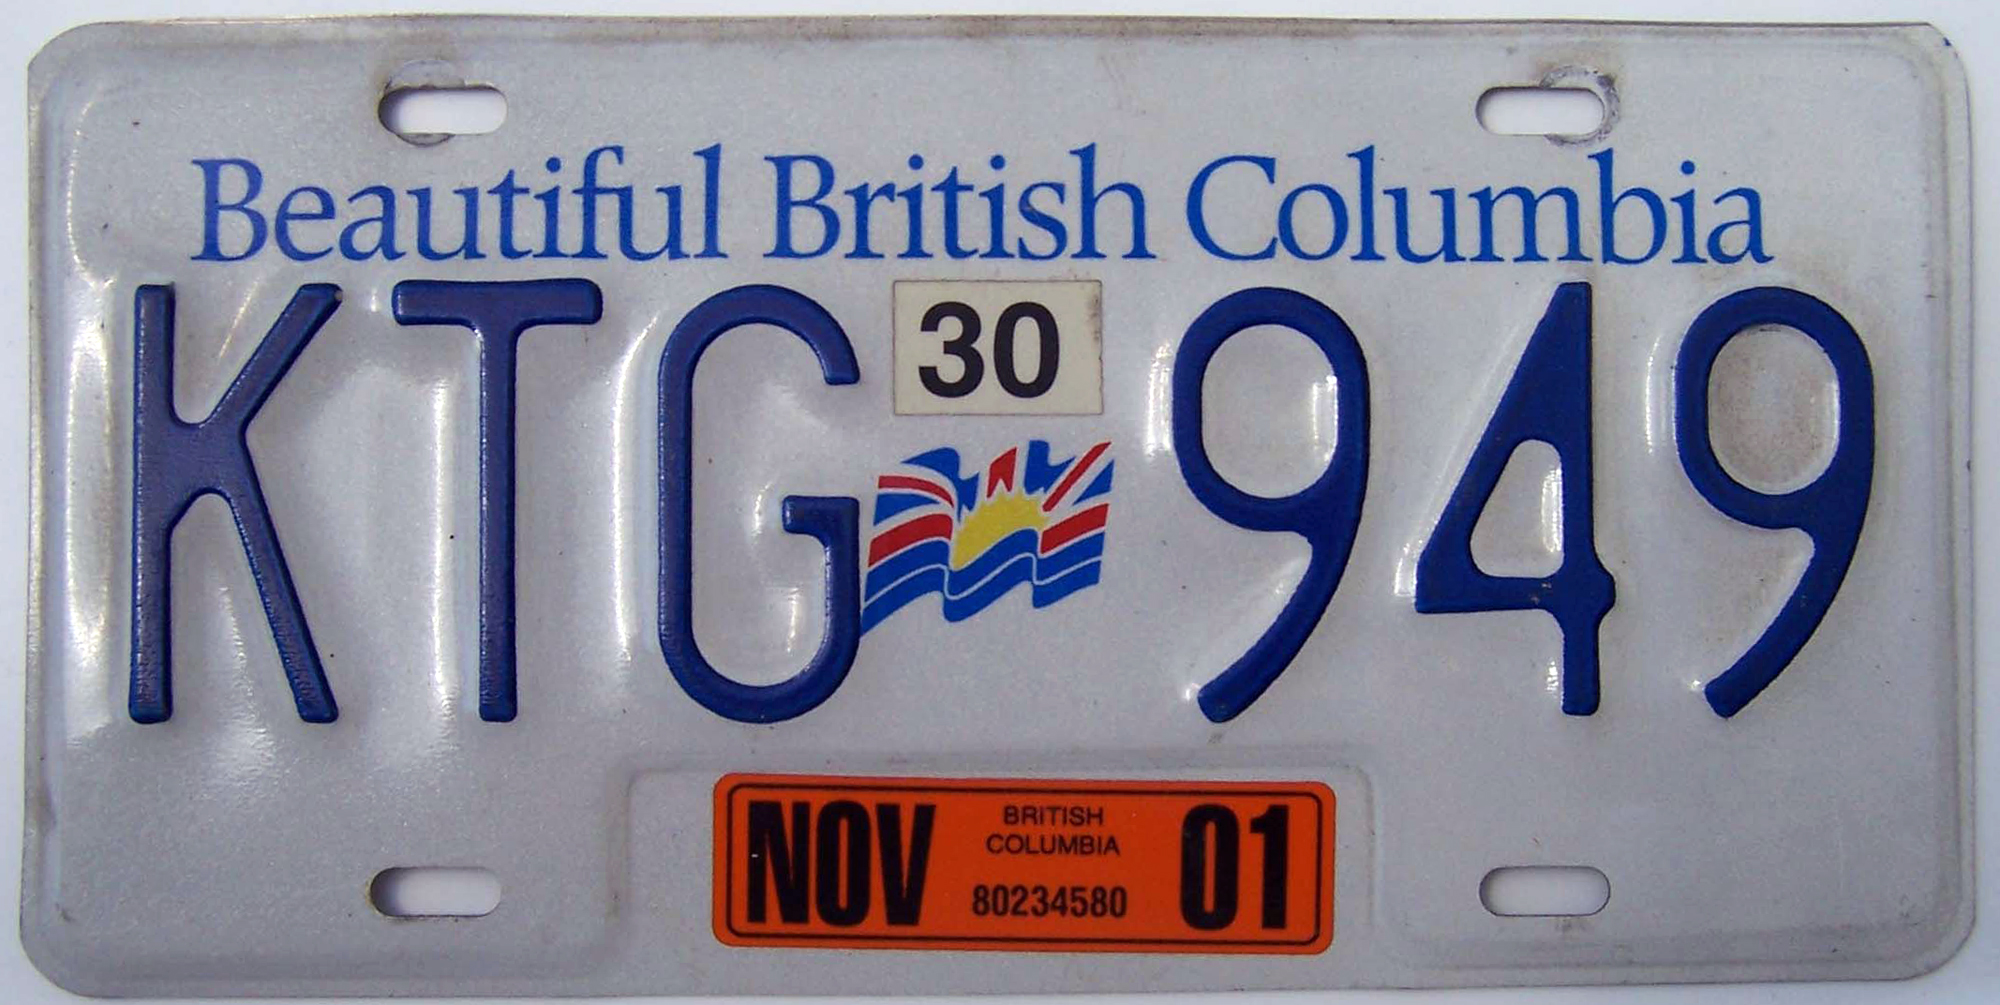 Beautiful British Columbia
KTG 949
30
NOV BRITISH COLUMBIA 01
80234580